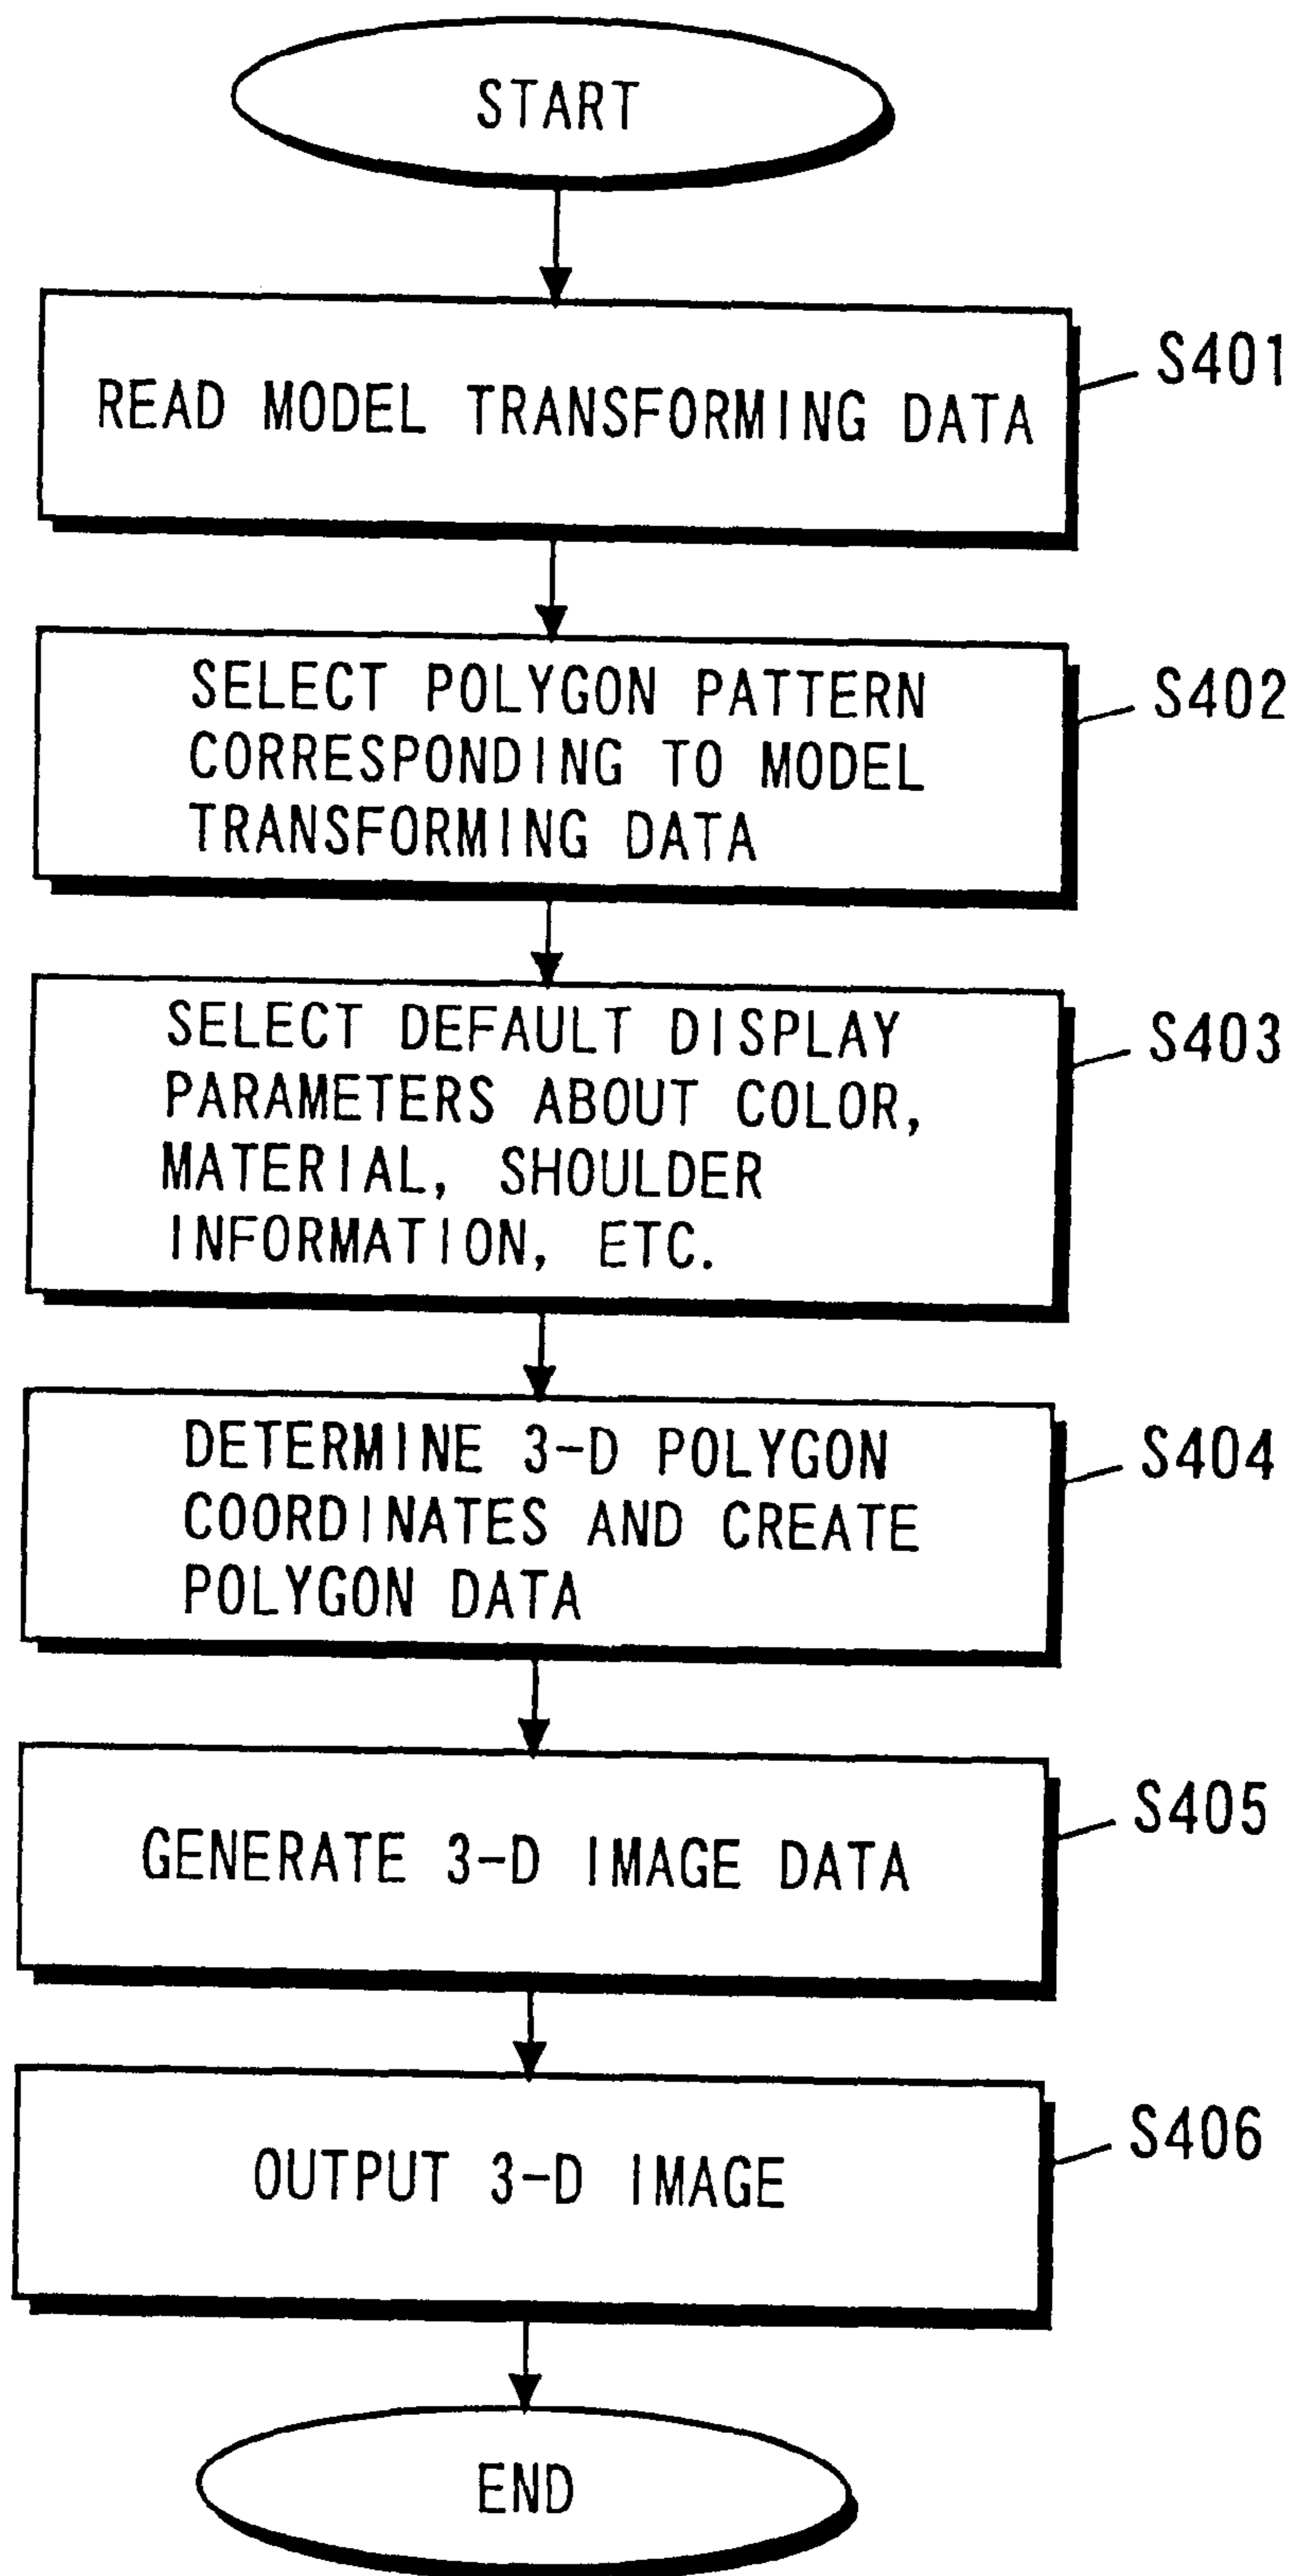 START
READ MODEL TRANSFORMING DATA
S401
SELECT POLYGON PATTERN
CORRESPONDING TO MODEL
TRANSFORMING DATA
S402
SELECT DEFAULT DISPLAY
PARAMETERS ABOUT COLOR,
MATERIAL, SHOULDER
INFORMATION, ETC.
S403
DETERMINE 3-D POLYGON
COORDINATES AND CREATE
POLYGON DATA
S404
GENERATE 3-D IMAGE DATA
S405
OUTPUT 3-D IMAGE
S406
END